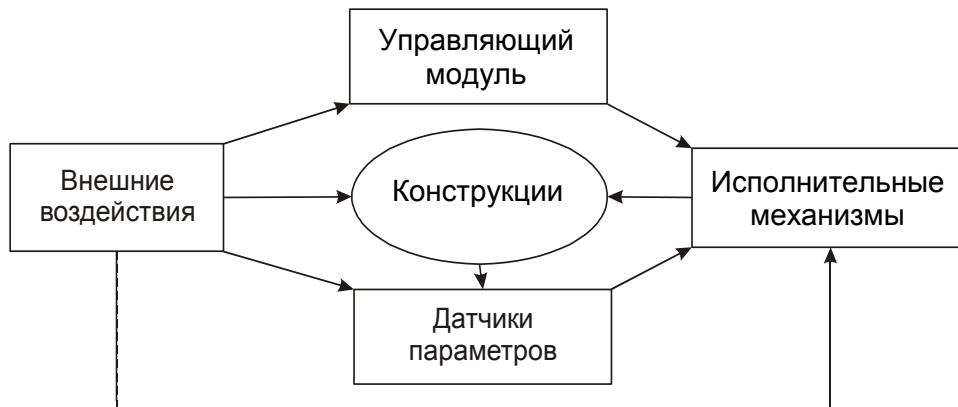 Управляющий
модуль
Внешние
воздействия
Конструкции
Исполнительные
механизмы
Датчики
параметров